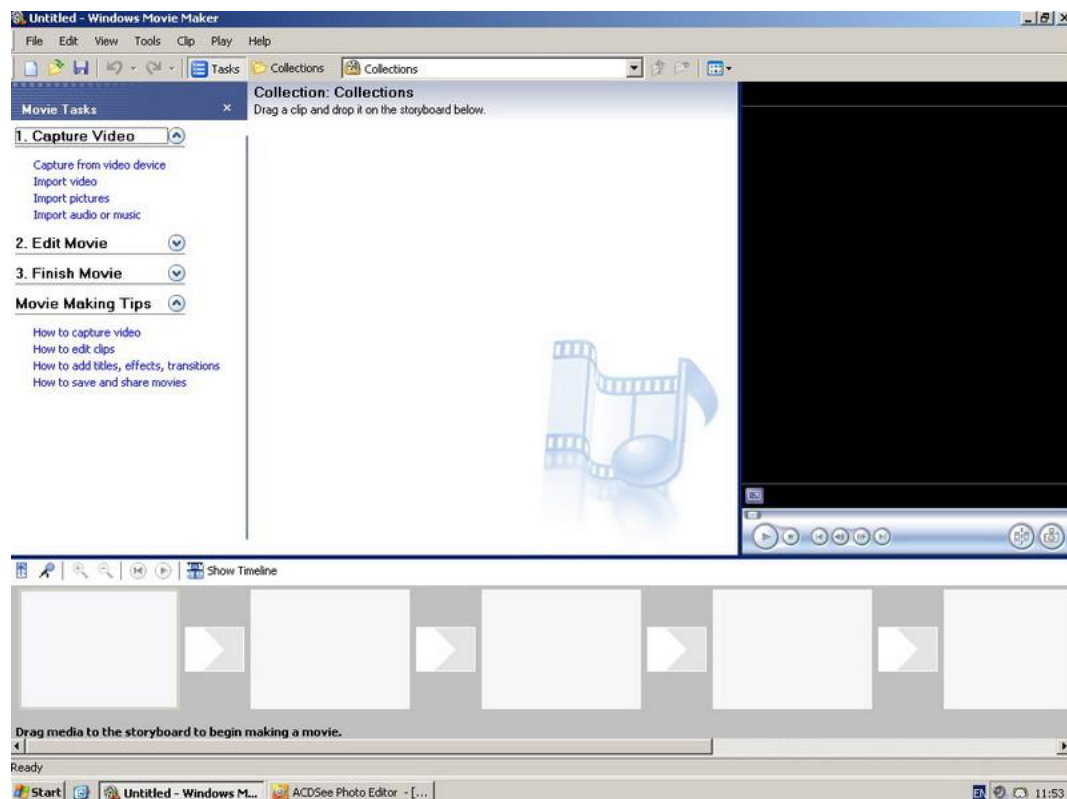 Untitled - Windows Movie Maker
File Edit View Tools Clip Play Help
Tasks Collections Collections
Movie Tasks
Collection: Collections
Drag a clip and drop it on the storyboard below.
1. Capture Video
Capture from video device
Import video
Import pictures
Import audio or music
2. Edit Movie
3. Finish Movie
Movie Making Tips
How to capture video
How to edit clips
How to add titles, effects, transitions
How to save and share movies
Show Timeline
Drag media to the storyboard to begin making a movie.
Ready
Start Untitled - Windows M... ACDSee Photo Editor - [... EN 11:53